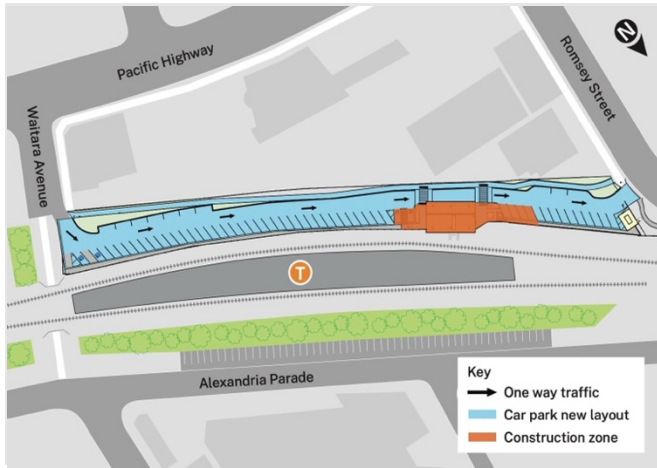 Pacific Highway
N
Romsey Street
Waitara Avenue
T
Alexandria Parade
Key
One way traffic
Car park new layout
Construction zone